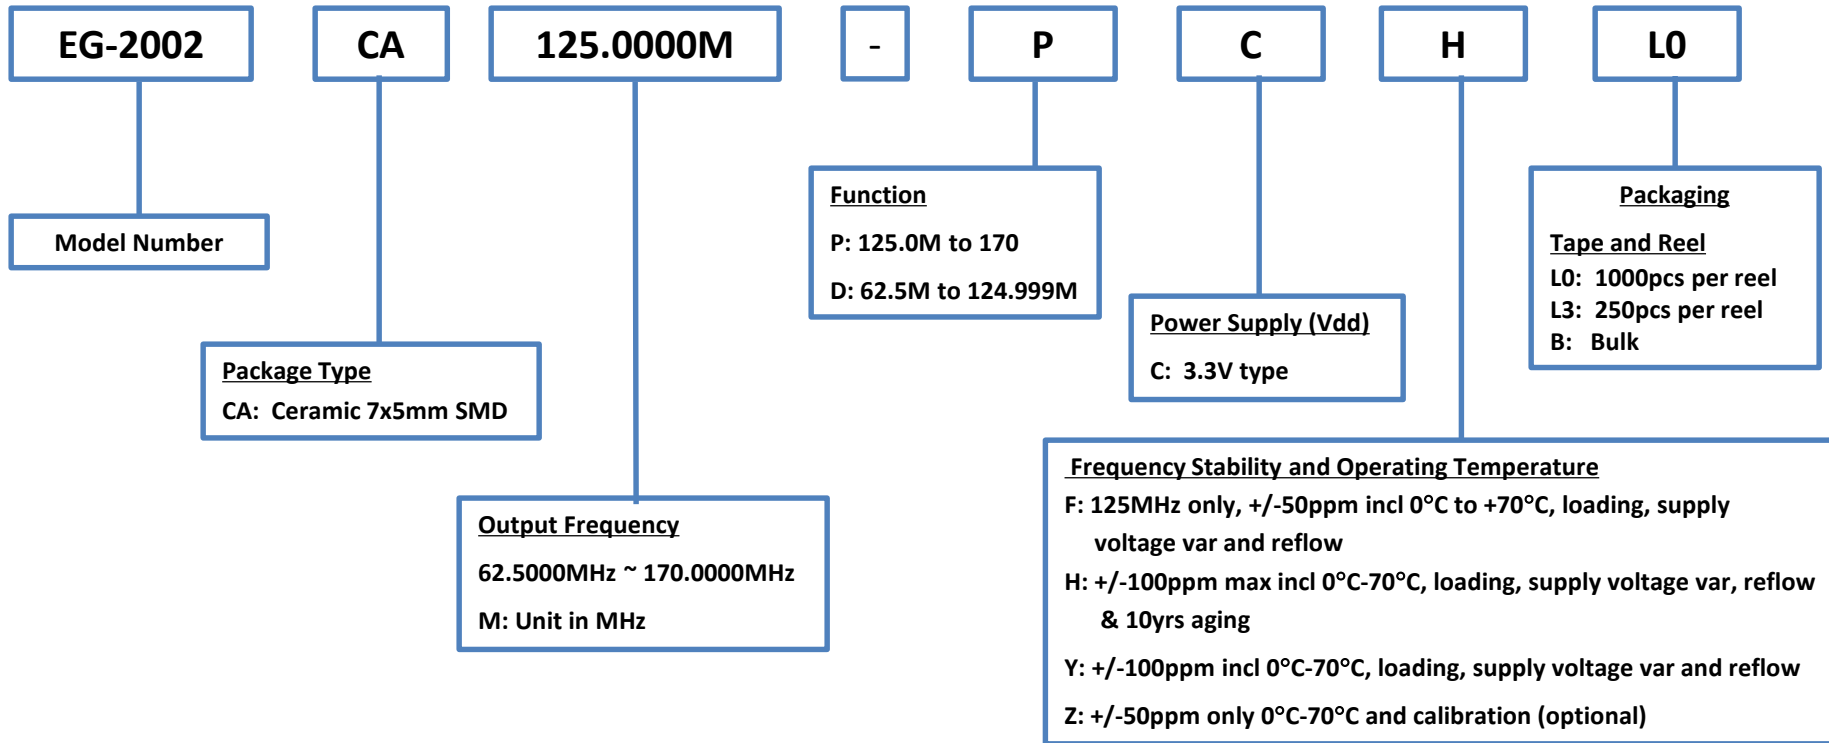 EG-2002 CA 125.0000M - P C H L0
Model Number
Package Type
CA: Ceramic 7x5mm SMD
Output Frequency
62.5000MHz ~ 170.0000MHz
M: Unit in MHz
Function
P: 125.0M to 170
D: 62.5M to 124.999M
Power Supply (Vdd)
C: 3.3V type
Frequency Stability and Operating Temperature
F: 125MHz only, +/-50ppm incl 0°C to +70°C, loading, supply
voltage var and reflow
H: +/-100ppm max incl 0°C-70°C, loading, supply voltage var, reflow
& 10yrs aging
Y: +/-100ppm incl 0°C-70°C, loading, supply voltage var and reflow
Z: +/-50ppm only 0°C-70°C and calibration (optional)
Packaging
Tape and Reel
L0: 1000pcs per reel
L3: 250pcs per reel
B: Bulk